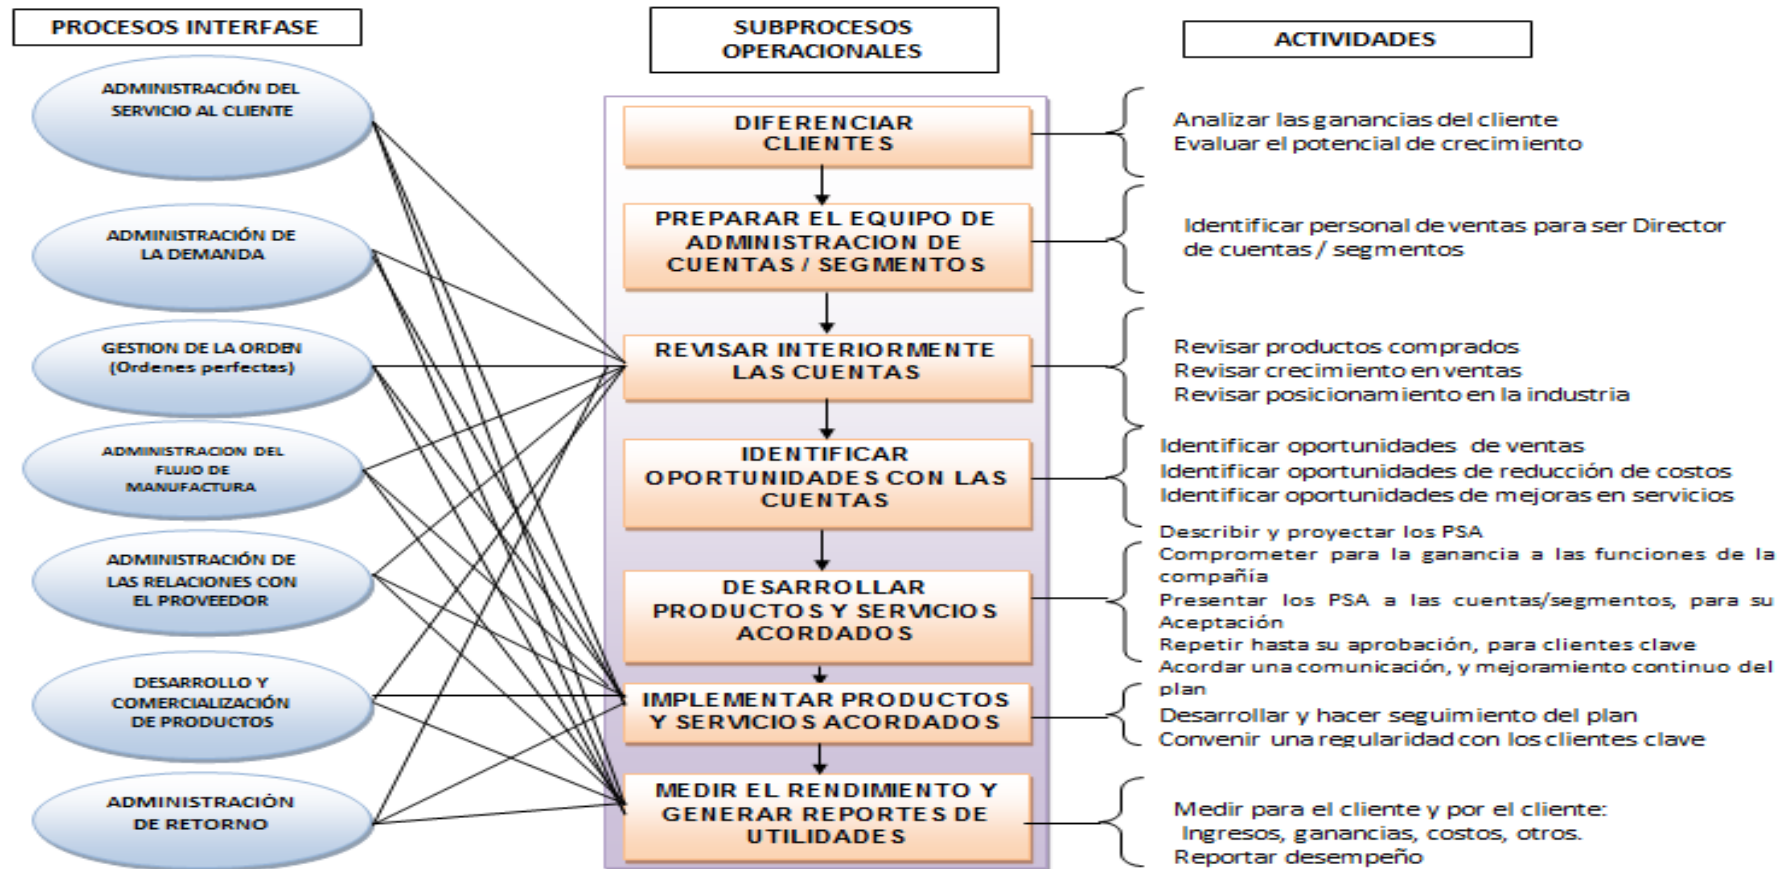 PROCESOS INTERFASE
ADMINISTRACIÓN DEL
SERVICIO AL CLIENTE
ADMINISTRACIÓN DE
LA DEMANDA
GESTION DE LA ORDEN
(Ordenes perfectas)
ADMINISTRACION DEL
FLUJO DE
MANUFACTURA
ADMINISTRACIÓN DE
LAS RELACIONES CON
EL PROVEEDOR
DESARROLLO Y
COMERCIALIZACIÓN
DE PRODUCTOS
ADMINISTRACIÓN
DE RETORNO
SUBPROCESOS
OPERACIONALES
DIFERENCIAR
CLIENTES
PREPARAR EL EQUIPO DE
ADMINISTRACION DE
CUENTAS / SEGMENTOS
REVISAR INTERIORMENTE
LAS CUENTAS
IDENTIFICAR
OPORTUNIDADES CON LAS
CUENTAS
DESARROLLAR
PRODUCTOS Y SERVICIOS
ACORDADOS
IMPLEMENTAR PRODUCTOS
Y SERVICIOS ACORDADOS
MEDIR EL RENDIMIENTO Y
GENERAR REPORTES DE
UTILIDADES
ACTIVIDADES
Analizar las ganancias del cliente
Evaluar el potencial de crecimiento
Identificar personal de ventas para ser Director
de cuentas / segmentos
Revisar productos comprados
Revisar crecimiento en ventas
Revisar posicionamiento en la industria
Identificar oportunidades de ventas
Identificar oportunidades de reducción de costos
Identificar oportunidades de mejoras en servicios
Describir y proyectar los PSA
Comprometer para la ganancia a las funciones de la
compañía
Presentar los PSA a las cuentas/segmentos, para su
Aceptación
Repetir hasta su aprobación, para clientes clave
Acordar una comunicación, y mejoramiento continuo del
plan
Desarrollar y hacer seguimiento del plan
Convenir una regularidad con los clientes clave
Medir para el cliente y por el cliente:
Ingresos, ganancias, costos, otros.
Reportar desempeño